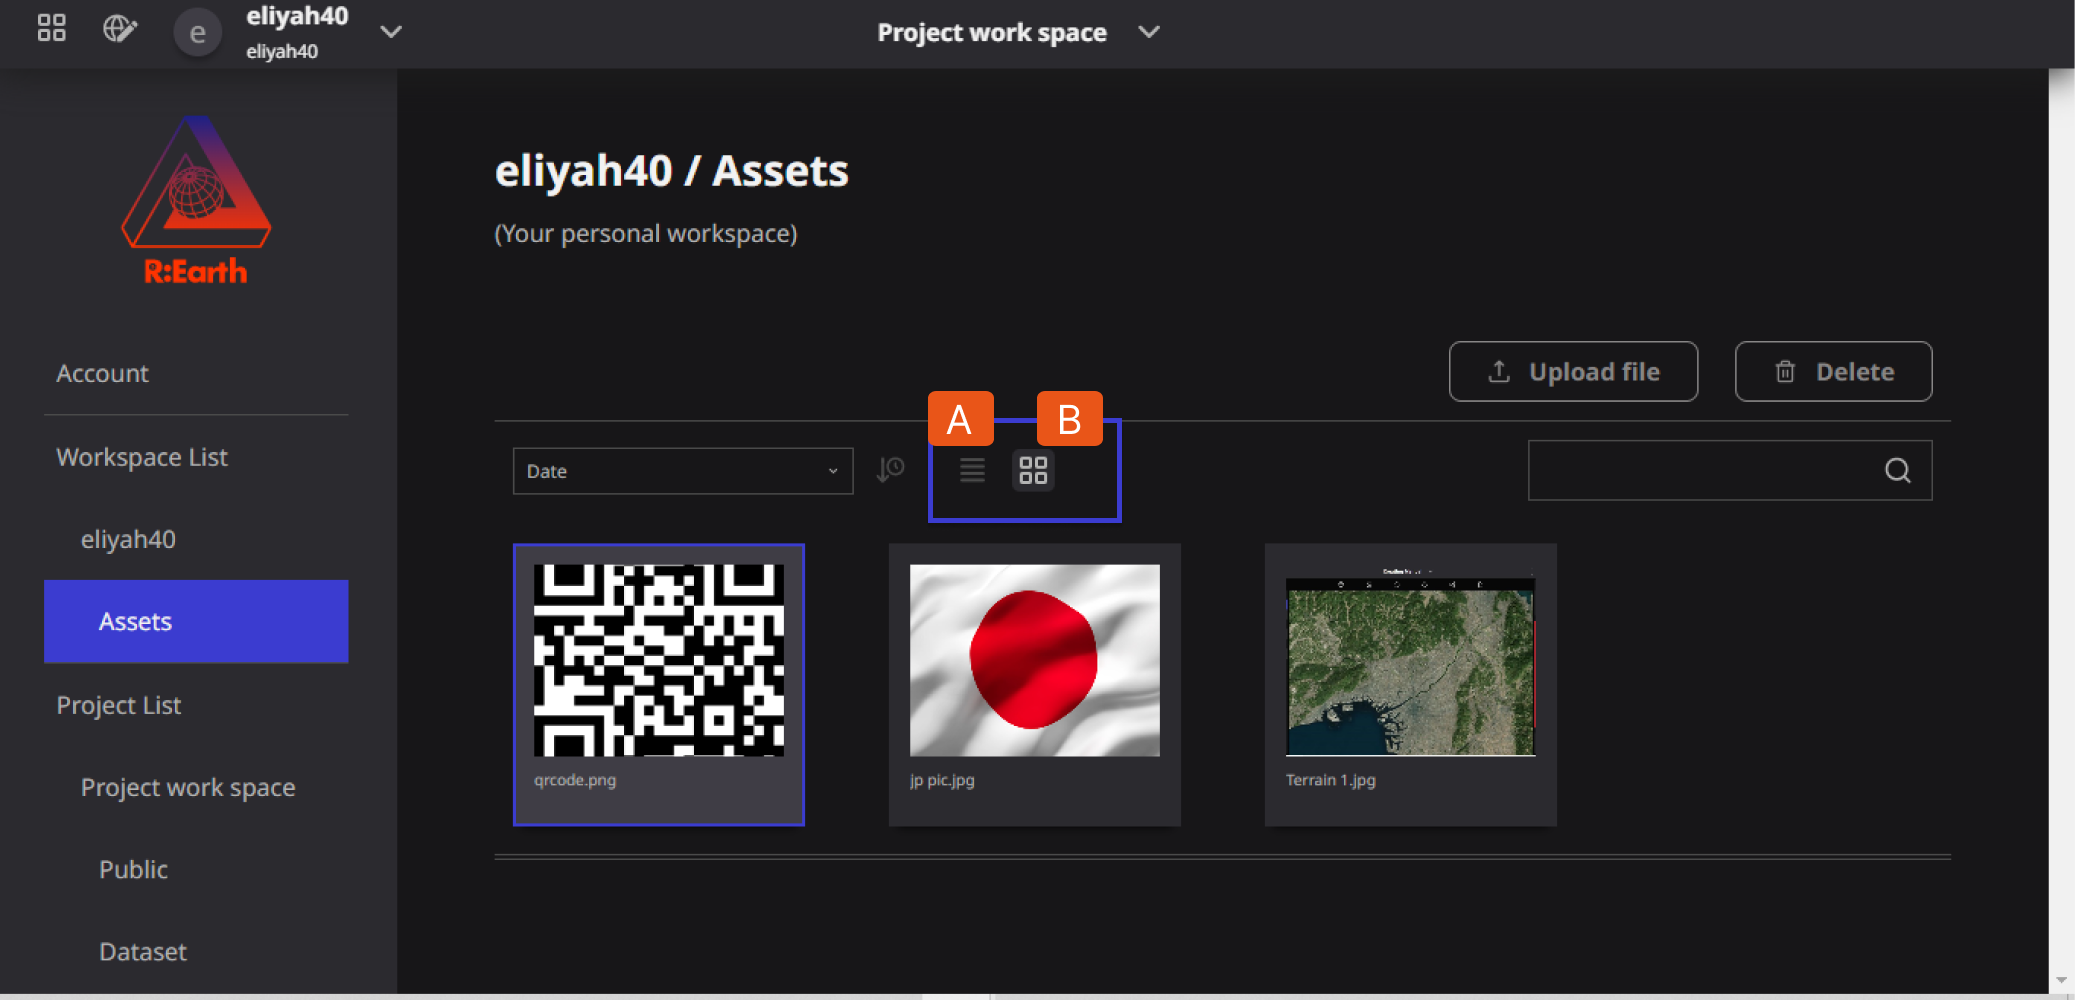 e
eliyah40
eliyah40
Project work space
R:Earth
Account
Workspace List
eliyah40
Assets
Project List
Project work space
Public
Dataset
eliyah40 / Assets
(Your personal workspace)
Upload file
Delete
A
B
Date
qrcode.png
jp pic.jpg
Terrain 1.jpg